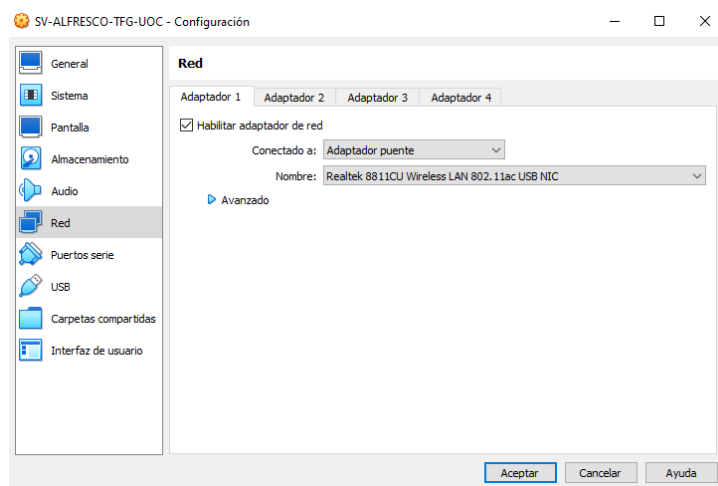 SV-ALFRESCO-TFG-UOC - Configuración
General
Sistema
Pantalla
Almacenamiento
Audio
Red
Puertos serie
USB
Carpetas compartidas
Interfaz de usuario
Red
Adaptador 1 Adaptador 2 Adaptador 3 Adaptador 4
Habilitar adaptador de red
Conectado a: Adaptador puente
Nombre: Realtek 8811CU Wireless LAN 802.11ac USB NIC
Avanzado
Aceptar Cancelar Ayuda